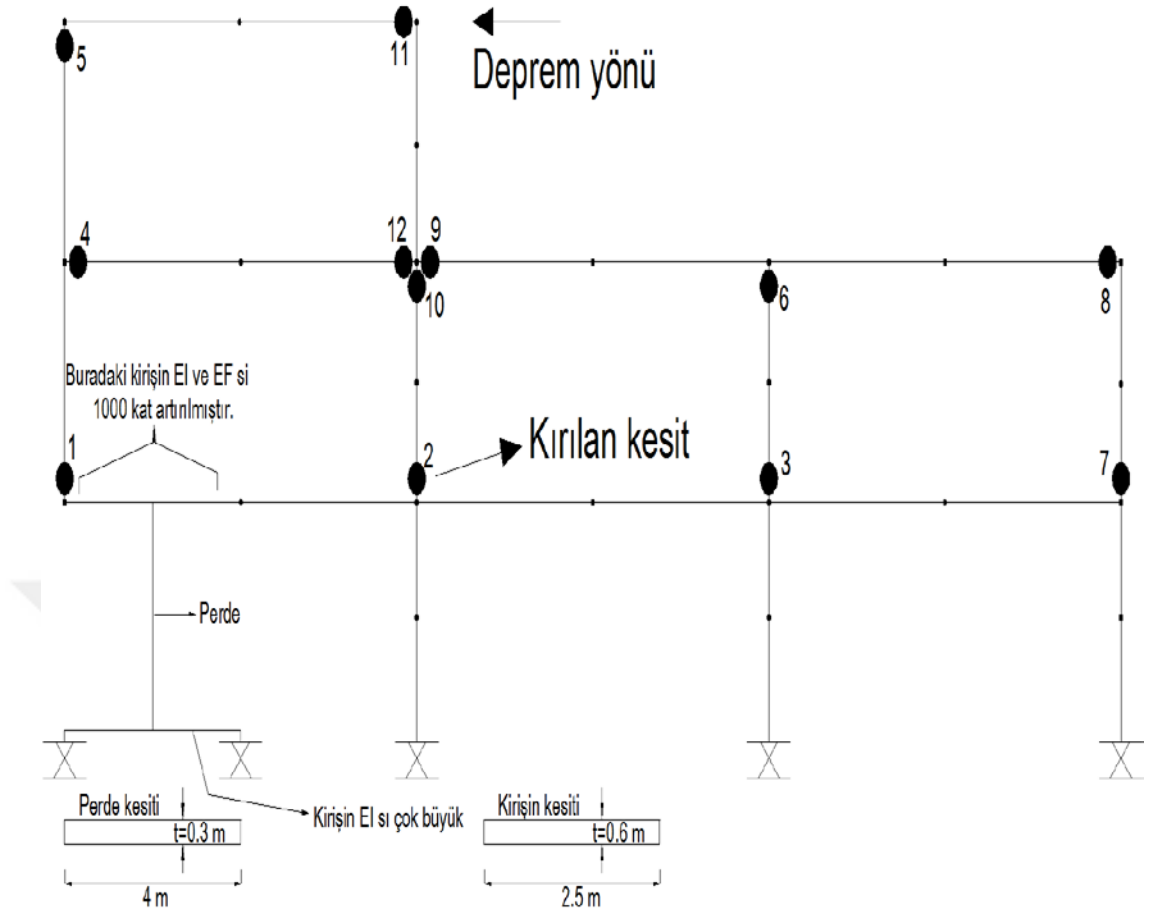 5
11
Deprem yönü
4
12
9
10
6
8
Buradaki kirişin EI ve EF si
1000 kat artırılmıştır.
1
2
Kırılan kesit
3
7
Perde
Perde kesiti
t=0.3 m
4 m
Kirişin EI sı çok büyük
Kirişin kesiti
t=0.6 m
2.5 m